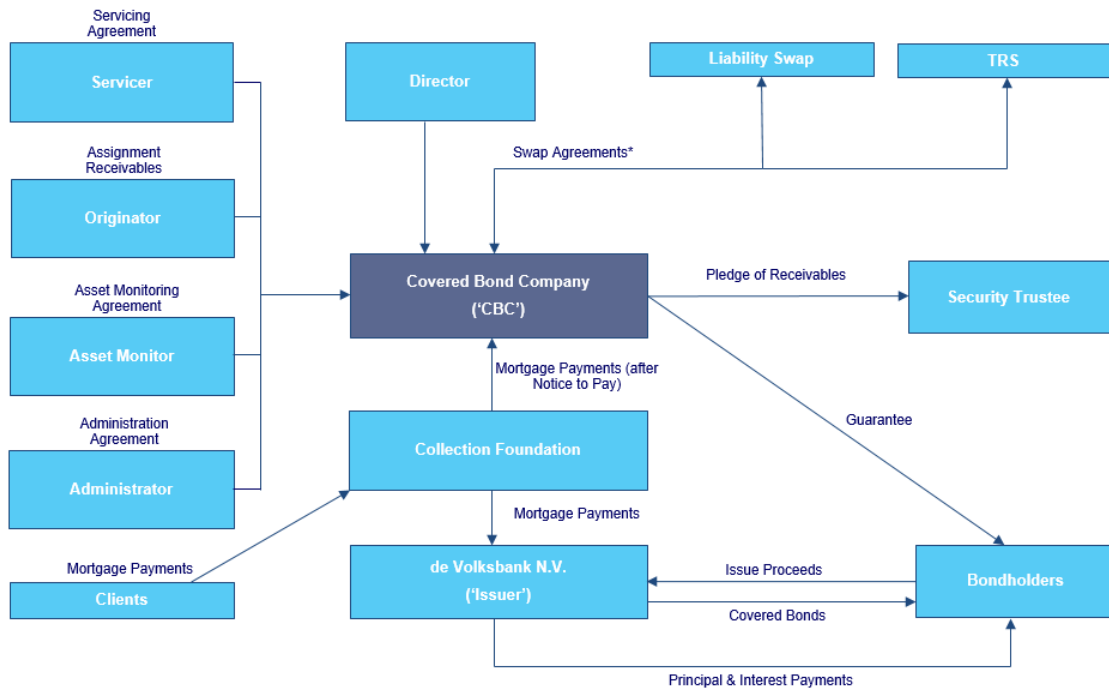 Servicing
Agreement
Servicer
Director
Liability Swap
TRS
Swap Agreements*
Assignment
Receivables
Originator
Covered Bond Company
(‘CBC’)
Pledge of Receivables
Security Trustee
Asset Monitoring
Agreement
Asset Monitor
Mortgage Payments (after
Notice to Pay)
Administration
Agreement
Administrator
Collection Foundation
Guarantee
Mortgage Payments
Mortgage Payments
Clients
de Volksbank N.V.
(‘Issuer’)
Issue Proceeds
Covered Bonds
Bondholders
Principal & Interest Payments